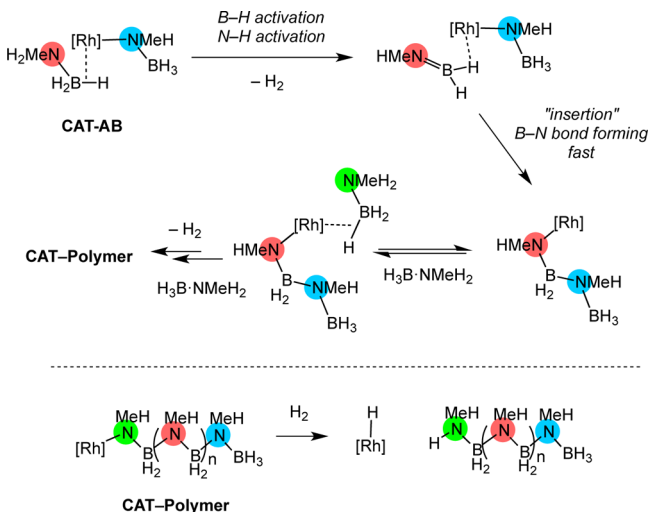 B–H activation
N–H activation
– H2
H2MeN
[Rh]
NMeH
BH3
H2B–H
CAT-AB
HMeN
B
H
H
[Rh]
NMeH
BH3
"insertion"
B–N bond forming
fast
NMeH2
BH2
H
[Rh]
HMeN
B
H2
NMeH
BH3
– H2
H3B·NMeH2
CAT–Polymer
H3B·NMeH2
[Rh]
HMeN
B
H2
NMeH
BH3
MeH
N
[Rh]
B
H2
(
MeH
N
B
H2
)
n
MeH
N
BH3
CAT–Polymer
H2
H
[Rh]
MeH
N
H
B
H2
(
MeH
N
B
H2
)
n
MeH
N
BH3